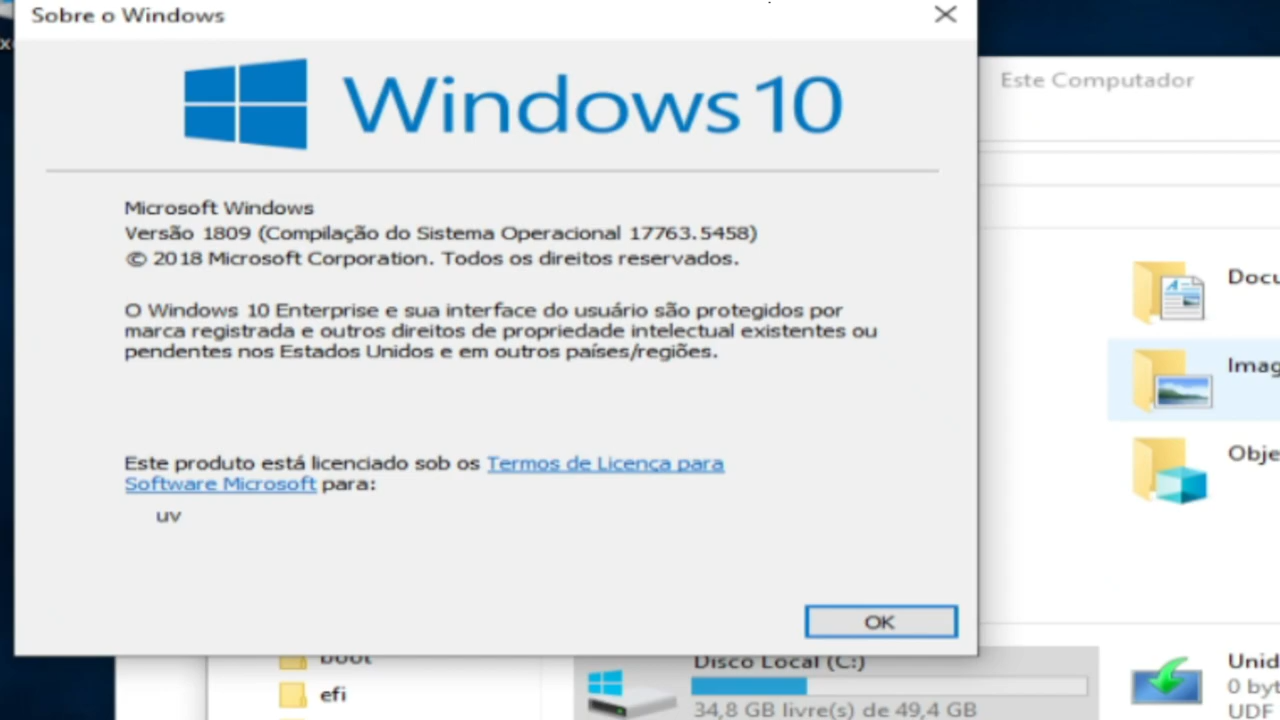 Sobre o Windows
Windows 10
Microsoft Windows
Versão 1809 (Compilação do Sistema Operacional 17763.5458)
© 2018 Microsoft Corporation. Todos os direitos reservados.
O Windows 10 Enterprise e sua interface do usuário são protegidos por
marca registrada e outros direitos de propriedade intelectual existentes ou
pendentes nos Estados Unidos e em outros países/regiões.
Este produto está licenciado sob os Termos de Licença para
Software Microsoft para:
uv
OK
Este Computador
Docu
Imag
Obje
boot
efi
Disco Local (C:)
34,8 GB livre(s) de 49,4 GB
Unid
0 byt
UDF